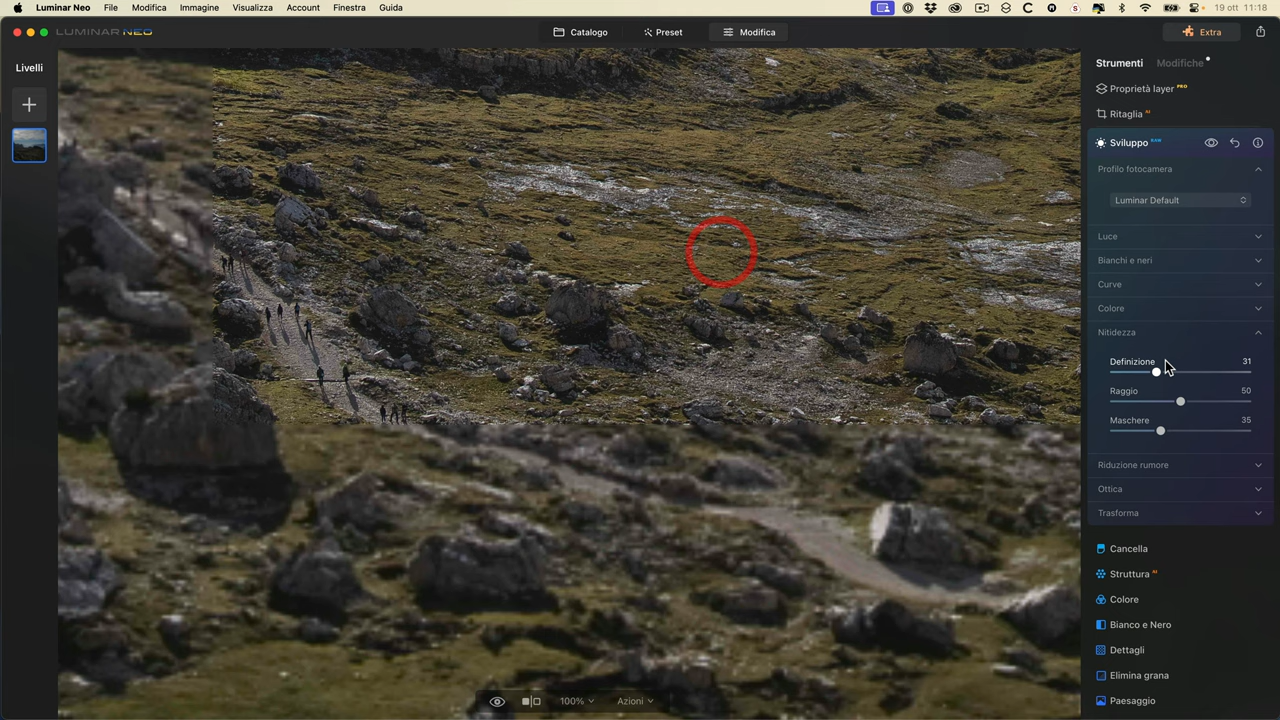 Luminar Neo File Modifica Immagine Visualizza Account Finestra Guida 19 ott 11:18
LUMINAR NEO Catalogo Preset Modifica Extra
Livelli
Strumenti Modifiche
Proprietà layer PRO
Ritaglia AI
Sviluppo RAW
Profilo fotocamera
Luminar Default
Luce
Bianchi e neri
Curve
Colore
Nitidezza
Definizione 31
Raggio 50
Maschere 35
Riduzione rumore
Ottica
Trasforma
Cancella
Struttura AI
Colore
Bianco e Nero
Dettagli
Elimina grana
Paesaggio
100% Azioni